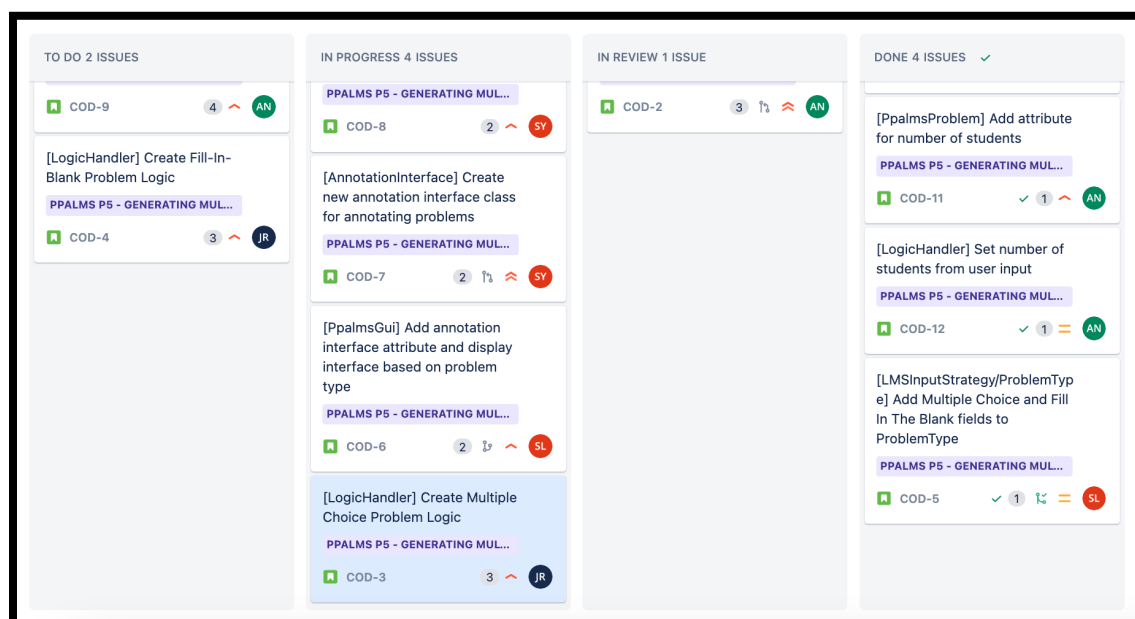 TO DO 2 ISSUES
COD-9
4
AN
[LogicHandler] Create Fill-In-
Blank Problem Logic
PPALMS P5 - GENERATING MUL...
COD-4
3
JR
IN PROGRESS 4 ISSUES
PPALMS P5 - GENERATING MUL...
COD-8
2
SY
[AnnotationInterface] Create
new annotation interface class
for annotating problems
PPALMS P5 - GENERATING MUL...
COD-7
2
SY
[PpalmsGui] Add annotation
interface attribute and display
interface based on problem
type
PPALMS P5 - GENERATING MUL...
COD-6
2
SL
[LogicHandler] Create Multiple
Choice Problem Logic
PPALMS P5 - GENERATING MUL...
COD-3
3
JR
IN REVIEW 1 ISSUE
COD-2
3
AN
DONE 4 ISSUES
[PpalmsProblem] Add attribute
for number of students
PPALMS P5 - GENERATING MUL...
COD-11
1
AN
[LogicHandler] Set number of
students from user input
PPALMS P5 - GENERATING MUL...
COD-12
1
AN
[LMSInputStrategy/ProblemTyp
e] Add Multiple Choice and Fill
In The Blank fields to
ProblemType
PPALMS P5 - GENERATING MUL...
COD-5
1
SL